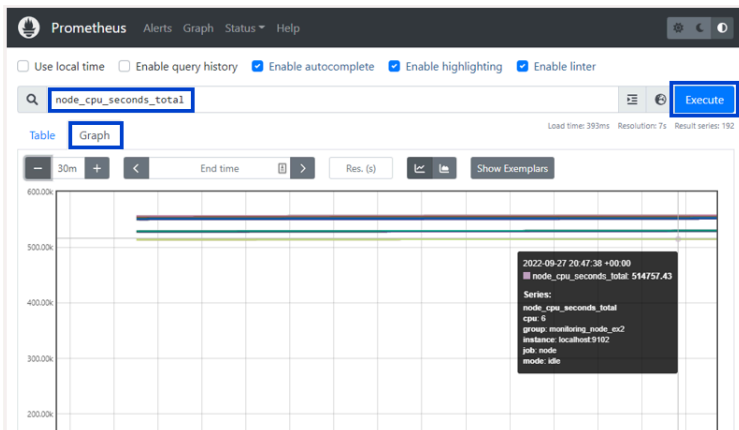 Prometheus Alerts Graph Status Help
Use local time Enable query history Enable autocomplete Enable highlighting Enable linter
node_cpu_seconds_total Execute
Load time: 393ms Resolution: 7s Result series: 192
Table Graph
− 30m + End time Res. (s) Show Exemplars
600.00k
500.00k
2022-09-27 20:47:38 +00:00
node_cpu_seconds_total: 514757.43
Series:
node_cpu_seconds_total
cpu: 6
400.00k
group: monitoring_node_ex2
instance: localhost:9102
job: node
mode: idle
300.00k
200.00k